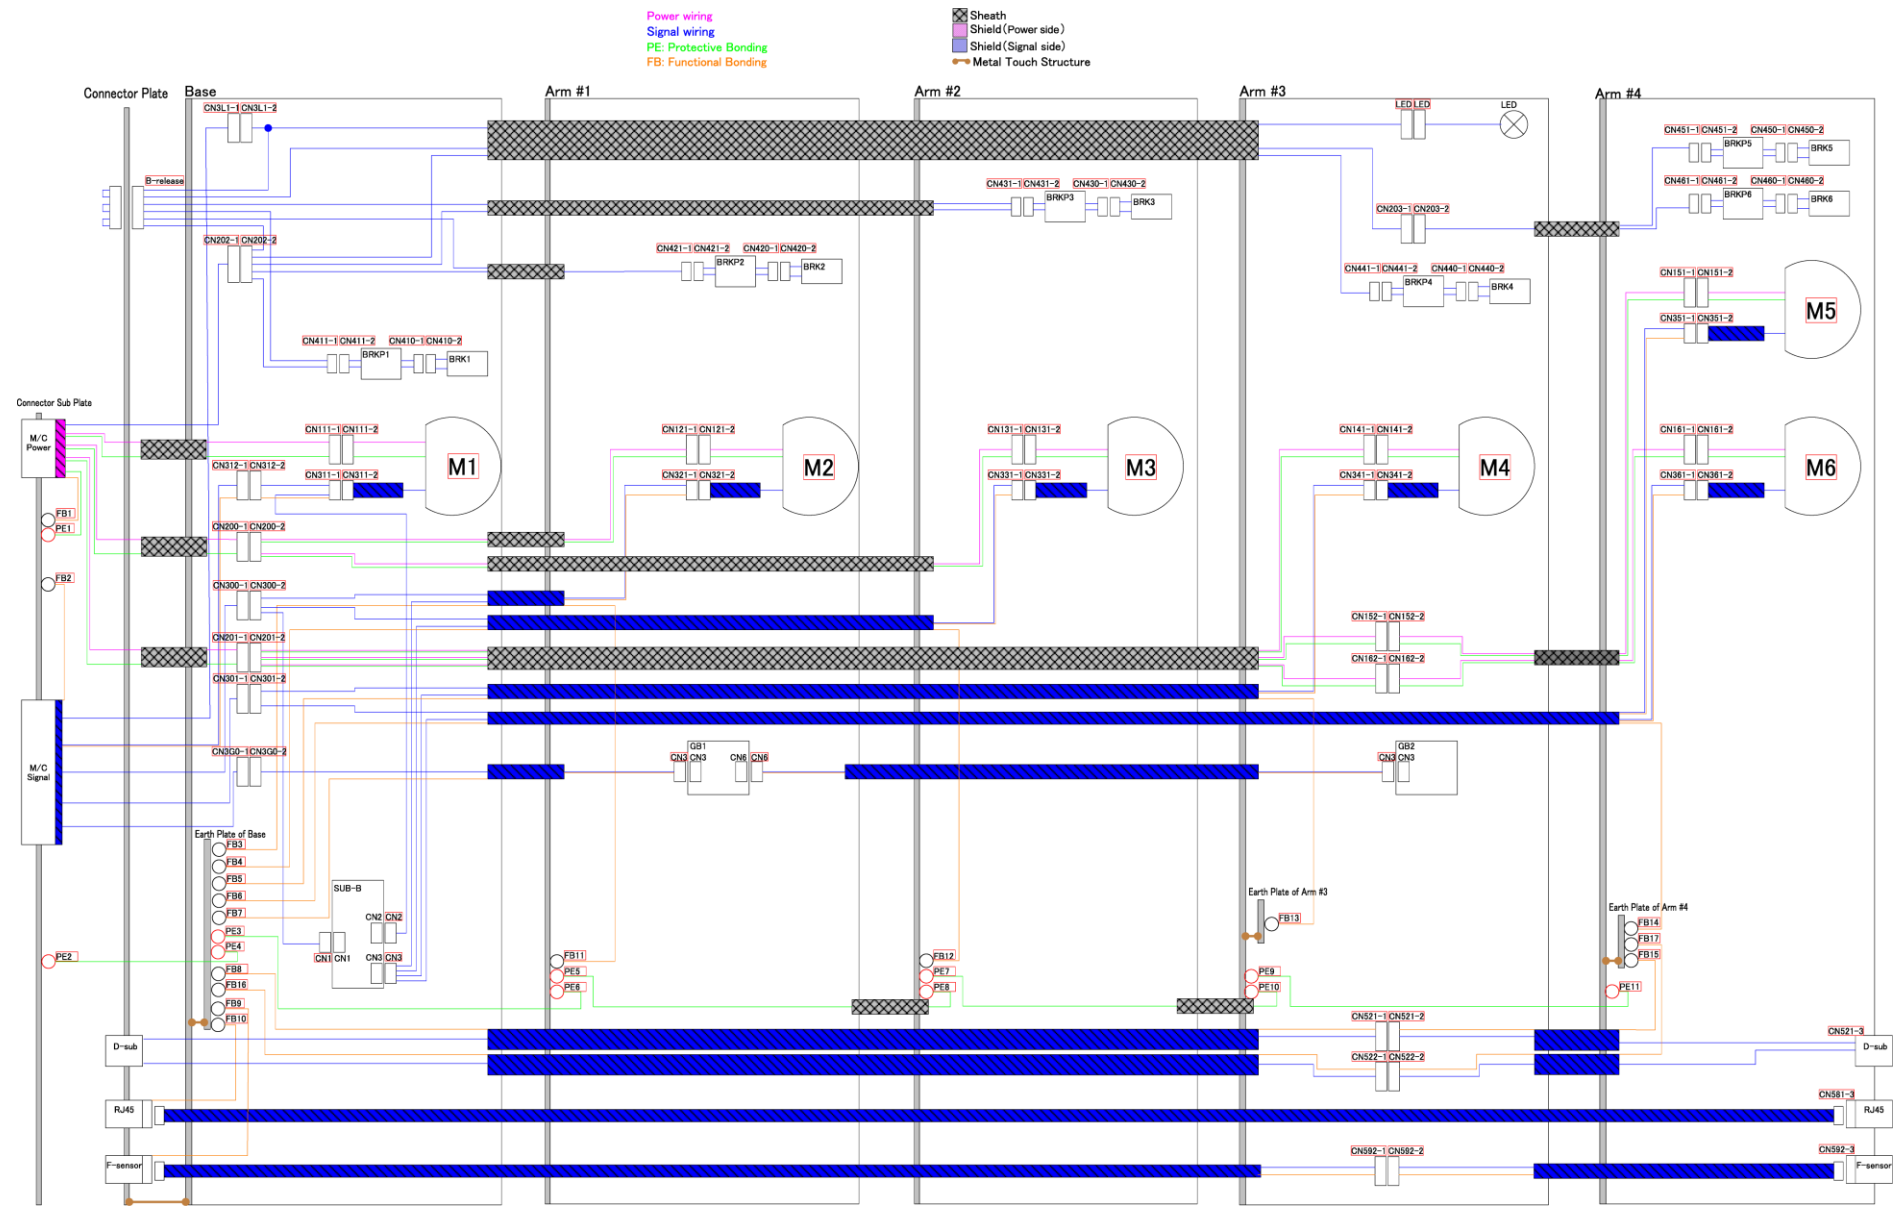 Power wiring
Signal wiring
PE: Protective Bonding
FB: Functional Bonding
Sheath
Shield(Power side)
Shield(Signal side)
Metal Touch Structure
Connector Plate
Base
Arm #1
Arm #2
Arm #3
Arm #4
CN3L1-1 CN3L1-2
LED LED
LED
CN451-1 CN451-2 CN450-1 CN450-2
BRKP5
BRK5
B-release
CN431-1 CN431-2 CN430-1 CN430-2
BRKP3
BRK3
CN461-1 CN461-2 CN460-1 CN460-2
BRKP6
BRK6
CN203-1 CN203-2
CN202-1 CN202-2
CN421-1 CN421-2 CN420-1 CN420-2
BRKP2
BRK2
CN441-1 CN441-2 CN440-1 CN440-2
BRKP4
BRK4
CN151-1 CN151-2
M5
CN351-1 CN351-2
CN411-1 CN411-2 CN410-1 CN410-2
BRKP1
BRK1
Connector Sub Plate
M/C
Power
CN111-1 CN111-2
CN121-1 CN121-2
CN131-1 CN131-2
CN141-1 CN141-2
CN161-1 CN161-2
M1
M2
M3
M4
M6
CN312-1 CN312-2
CN311-1 CN311-2
CN321-1 CN321-2
CN331-1 CN331-2
CN341-1 CN341-2
CN361-1 CN361-2
FB1
PE1
CN200-1 CN200-2
FB2
CN300-1 CN300-2
CN201-1 CN201-2
CN152-1 CN152-2
CN162-1 CN162-2
CN301-1 CN301-2
CN3G0-1 CN3G0-2
M/C
Signal
GB1
CN3 CN3
CN6 CN6
GB2
CN3 CN3
Earth Plate of Base
FB3
FB4
FB5
FB6
FB7
PE3
PE4
FB8
FB16
FB9
FB10
SUB-B
CN2 CN2
CN1 CN1
CN3 CN3
PE2
FB11
PE5
PE6
FB12
PE7
PE8
Earth Plate of Arm #3
FB13
PE9
PE10
Earth Plate of Arm #4
FB14
FB17
FB15
PE11
D-sub
CN521-1 CN521-2
CN521-3
D-sub
CN522-1 CN522-2
RJ45
CN581-3
RJ45
F-sensor
CN592-1 CN592-2
CN592-3
F-sensor